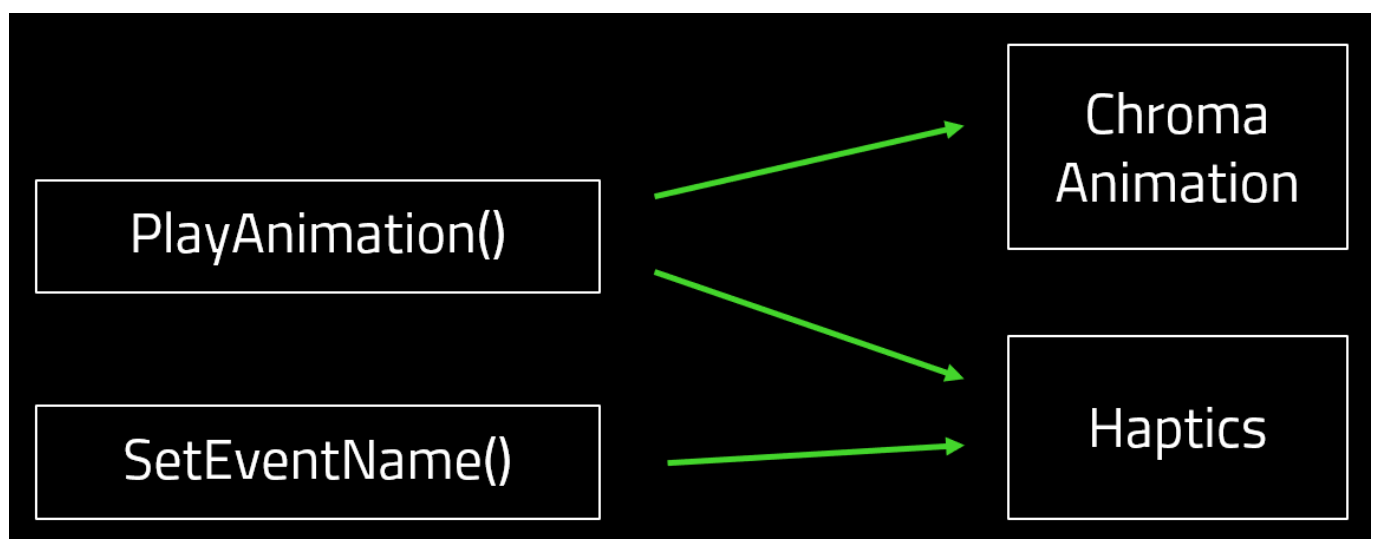 PlayAnimation()
SetEventName()
Chroma
Animation
Haptics